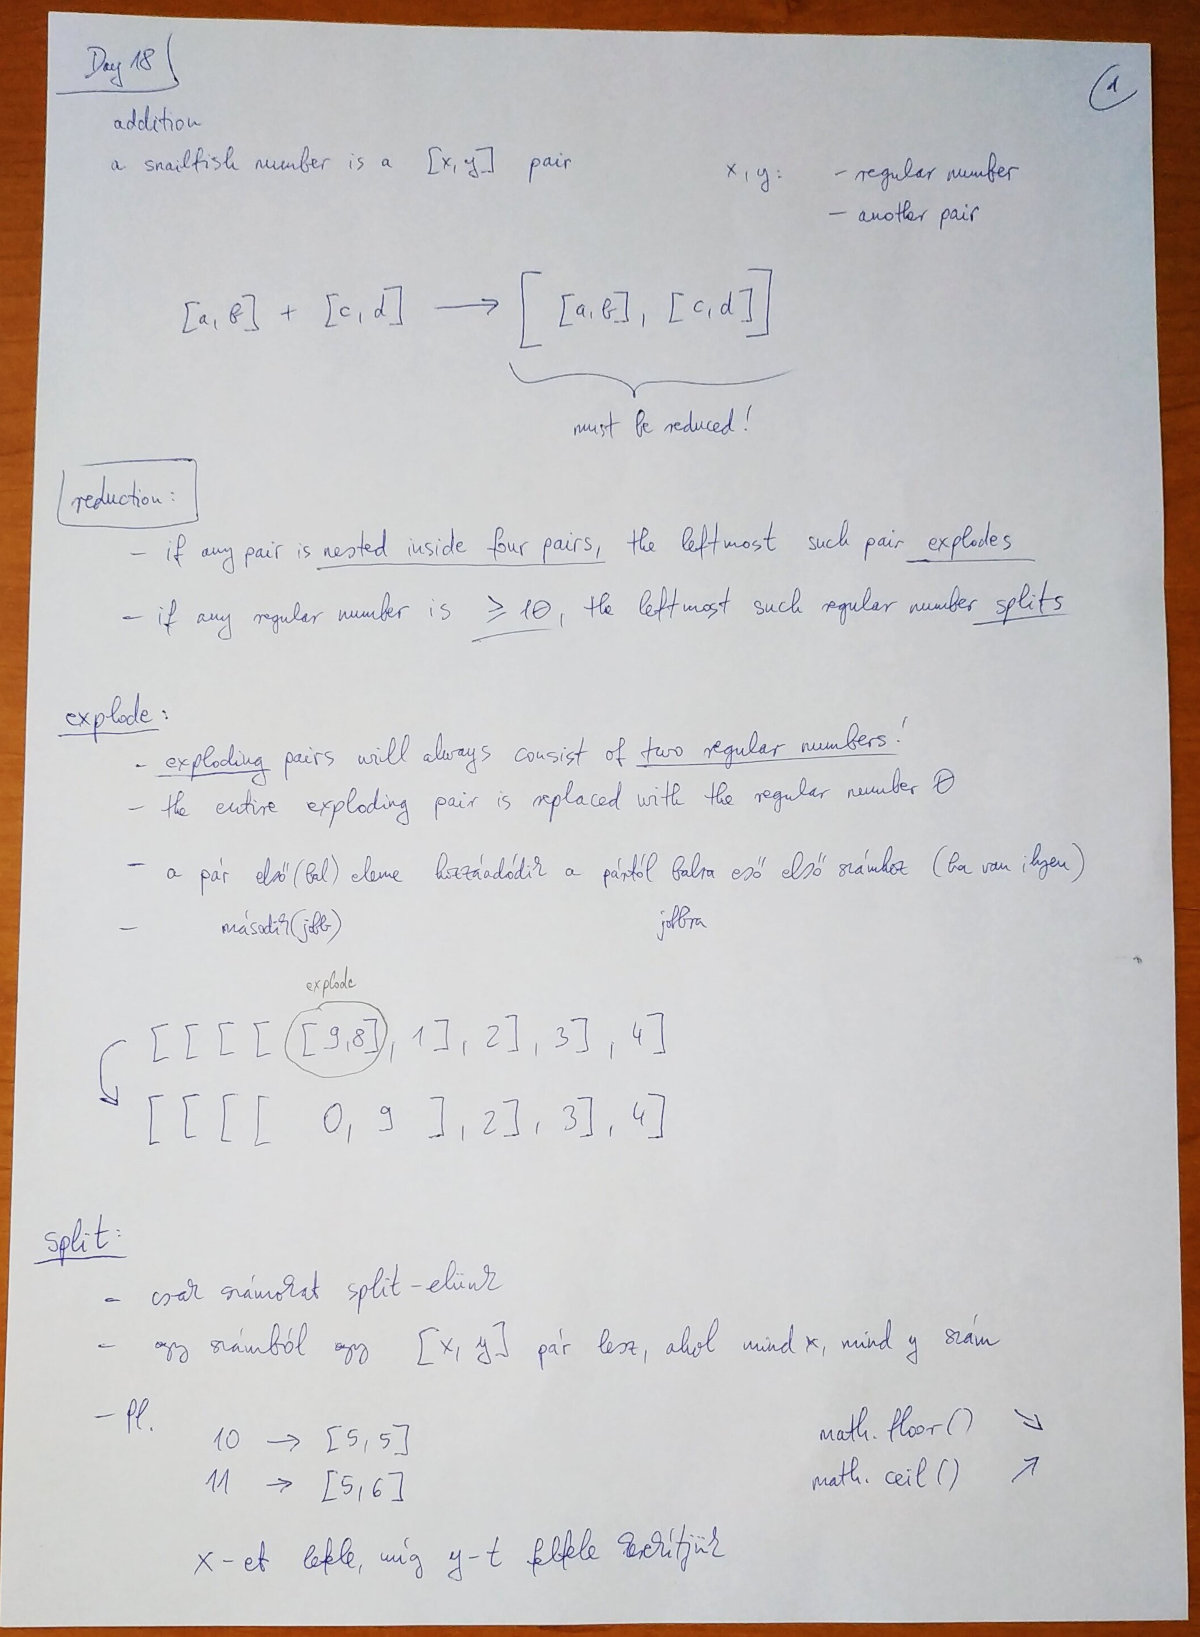 Day 18
1
addition
a snailfish number is a [x,y] pair
x, y: - regular number
- another pair
[a, b] + [c, d] → [ [a, b], [c, d] ]
must be reduced!
reduction:
- if any pair is nested inside four pairs, the leftmost such pair explodes
- if any regular number is ≥ 10, the leftmost such regular number splits
explode:
- exploding pairs will always consist of two regular numbers!
- the entire exploding pair is replaced with the regular number 0
- a pár első (bal) eleme hozzáadódik a pártól balra eső első számhoz (ha van ilyen)
- második (jobb) jobbra
explode
[ [ [ [ [9,8], 1], 2], 3], 4]
[ [ [ [ 0, 9 ], 2], 3], 4]
split:
- csak számokat split-elünk
- egy számból egy [x, y] pár lesz, ahol mind x, mind y szám
- Pl.
10 → [5, 5]
11 → [5, 6]
math.floor() ↘
math.ceil() ↗
x-et lefele, míg y-t felfele kerekítjük